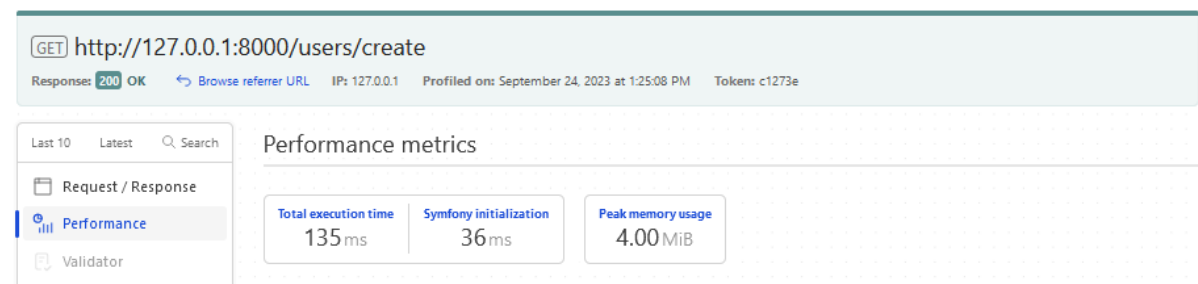 GET http://127.0.0.1:8000/users/create
Response: 200 OK Browse referrer URL IP: 127.0.0.1 Profiled on: September 24, 2023 at 1:25:08 PM Token: c1273e
Last 10 Latest Search
Request / Response
Performance
Validator
Performance metrics
Total execution time Symfony initialization Peak memory usage
135 ms 36 ms 4.00 MiB